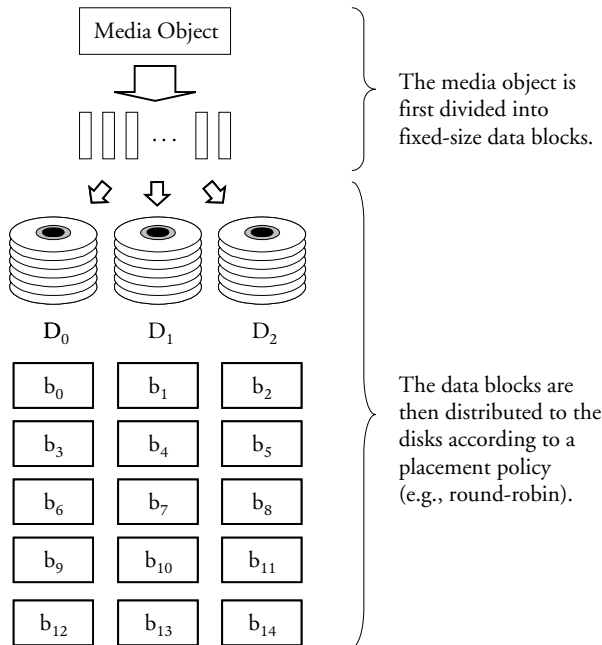 Media Object
The media object is
first divided into
fixed-size data blocks.
...
D0 D1 D2
b0 b1 b2
b3 b4 b5
b6 b7 b8
b9 b10 b11
b12 b13 b14
The data blocks are
then distributed to the
disks according to a
placement policy
(e.g., round-robin).